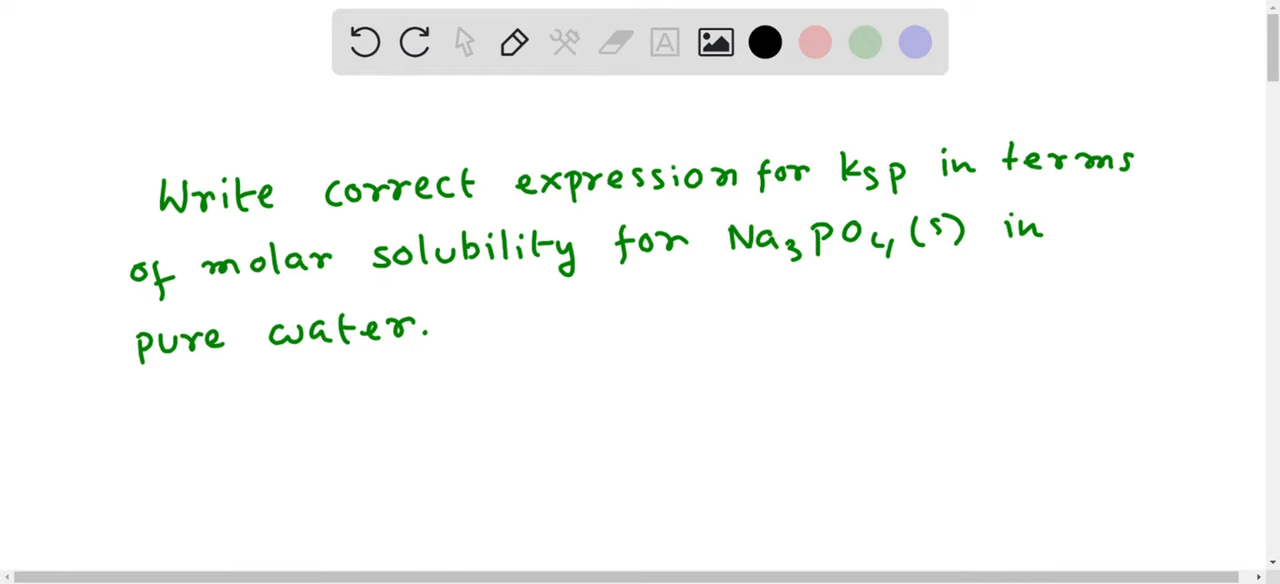 A
Write correct expression for ksp in terms
of molar solubility for Na₃PO₄(s) in
pure water.